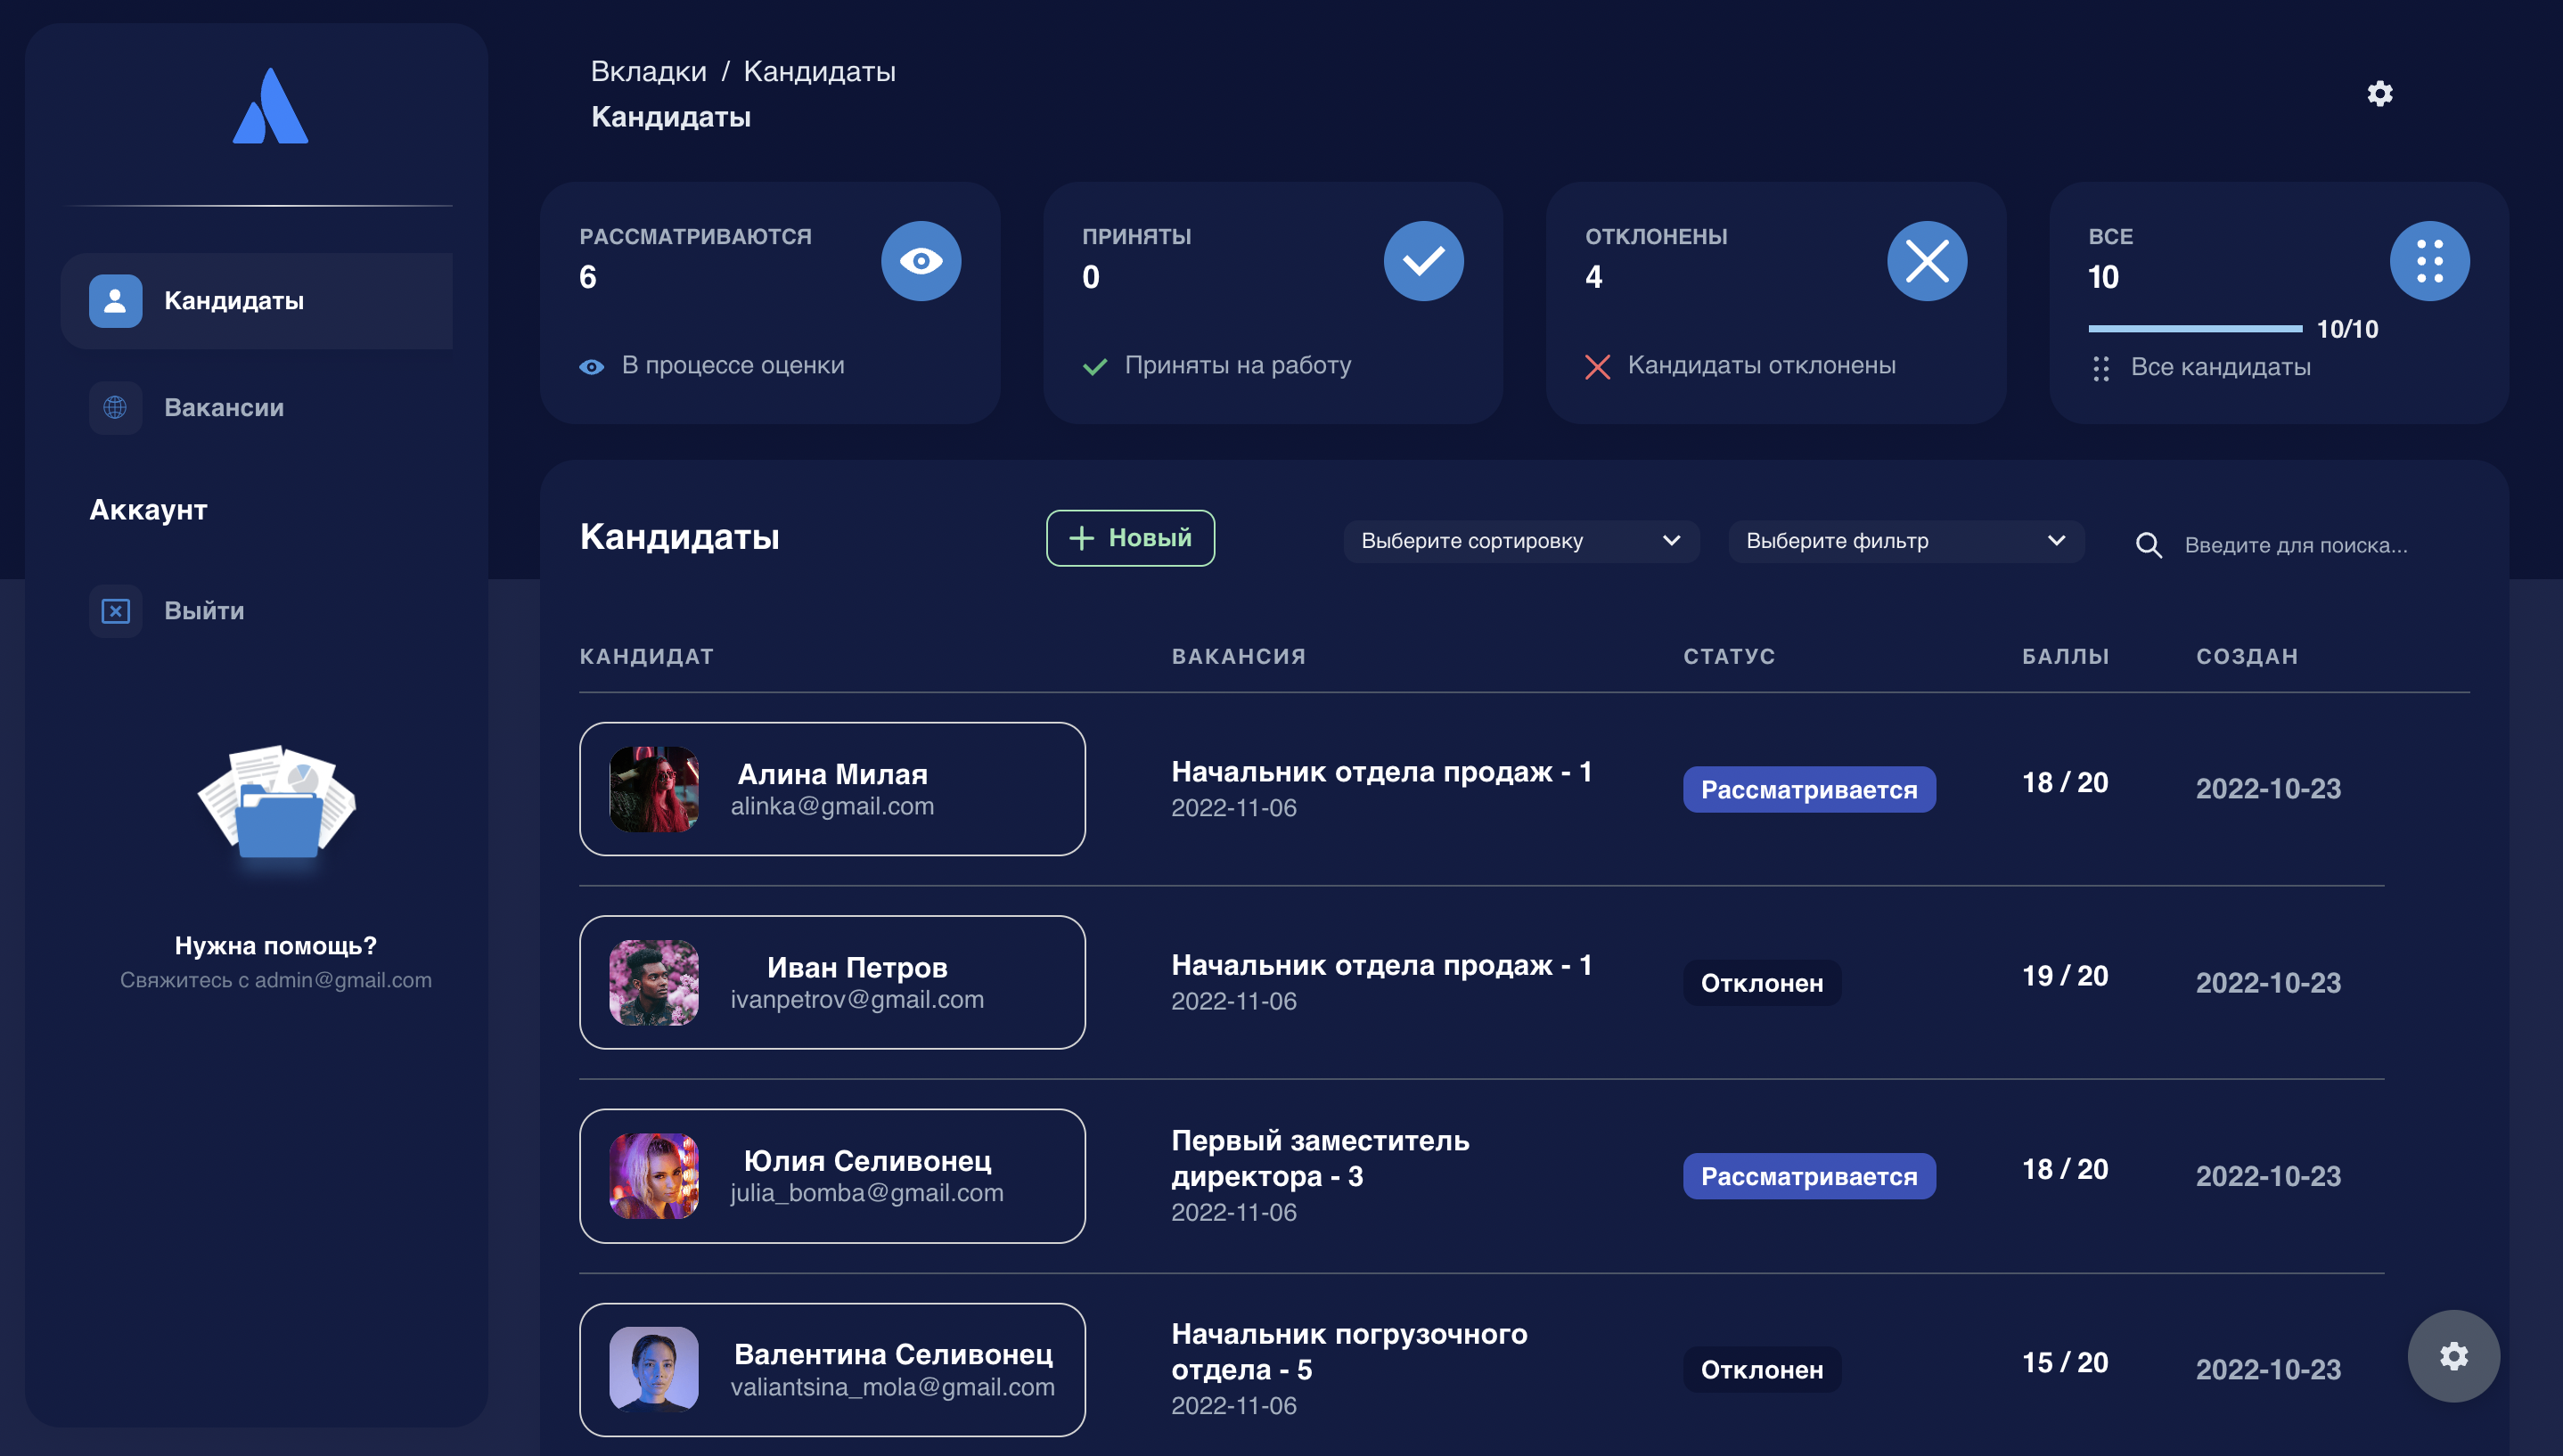 Вкладки / Кандидаты
Кандидаты
Кандидаты
Вакансии
Аккаунт
Выйти
Нужна помощь?
Свяжитесь с admin@gmail.com
РАССМАТРИВАЮТСЯ
6
В процессе оценки
ПРИНЯТЫ
0
Приняты на работу
ОТКЛОНЕНЫ
4
Кандидаты отклонены
ВСЕ
10
10/10
Все кандидаты
Кандидаты
Новый
Выберите сортировку
Выберите фильтр
Введите для поиска...
КАНДИДАТ ВАКАНСИЯ СТАТУС БАЛЛЫ СОЗДАН
Алина Милая
alinka@gmail.com
Начальник отдела продаж - 1
2022-11-06
Рассматривается
18 / 20
2022-10-23
Иван Петров
ivanpetrov@gmail.com
Начальник отдела продаж - 1
2022-11-06
Отклонен
19 / 20
2022-10-23
Юлия Селивонец
julia_bomba@gmail.com
Первый заместитель
директора - 3
2022-11-06
Рассматривается
18 / 20
2022-10-23
Валентина Селивонец
valiantsina_mola@gmail.com
Начальник погрузочного
отдела - 5
2022-11-06
Отклонен
15 / 20
2022-10-23